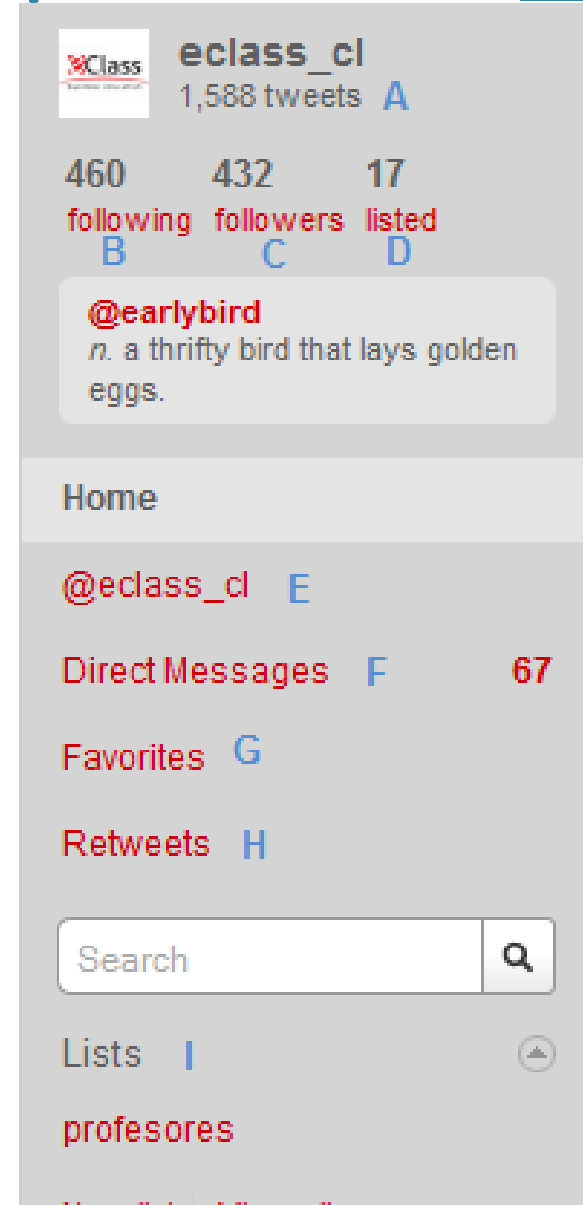 eClass
eclass_cl
1,588 tweets A
460 432 17
following followers listed
B C D
@earlybird
n. a thrifty bird that lays golden
eggs.
Home
@eclass_cl E
Direct Messages F 67
Favorites G
Retweets H
Search
Lists I
profesores